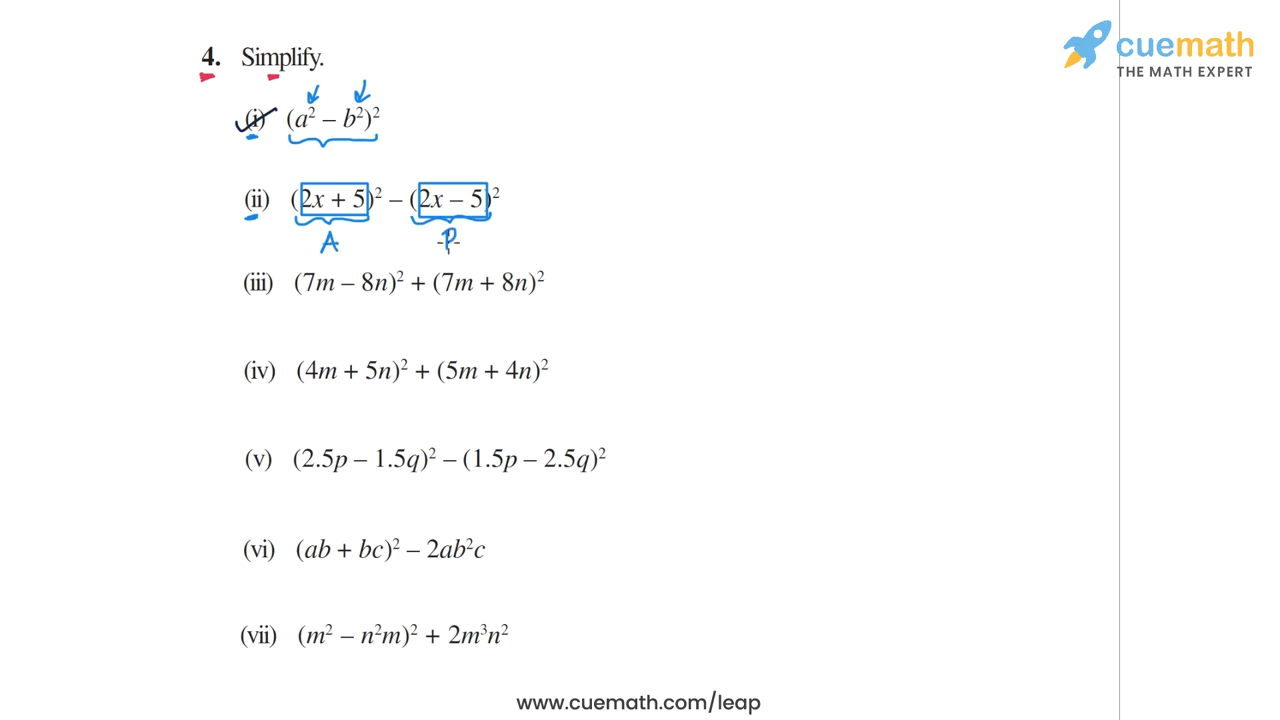 cuemath
THE MATH EXPERT
4. Simplify.
(i) (a² – b²)²
(ii) (2x + 5)² – (2x – 5)²
A
(iii) (7m – 8n)² + (7m + 8n)²
(iv) (4m + 5n)² + (5m + 4n)²
(v) (2.5p – 1.5q)² – (1.5p – 2.5q)²
(vi) (ab + bc)² – 2ab²c
(vii) (m² – n²m)² + 2m³n²
www.cuemath.com/leap